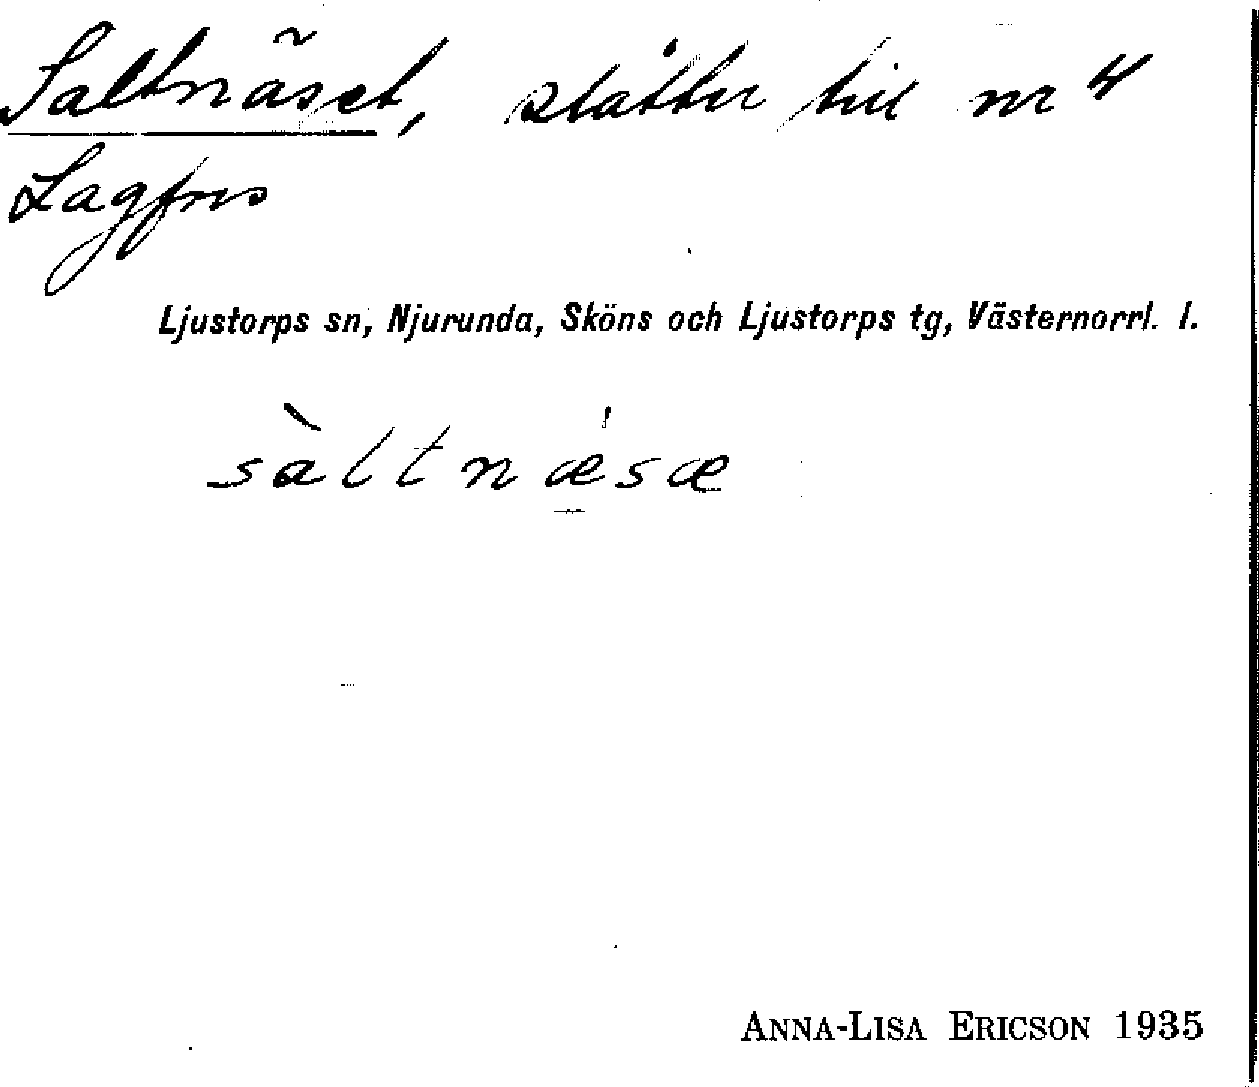 Saltnäset, slåtter till nr 4
Lagfors
Ljustorps sn, Njurunda, Sköns och Ljustorps tg, Västernorrl. l.
sàltnǽsæ
ANNA-LISA ERICSON 1935